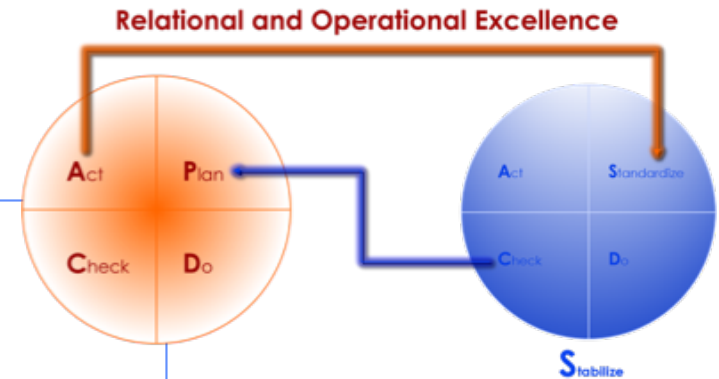 Relational and Operational Excellence
Act Plan
Check Do
Act Standardize
Check Do
Stabilize